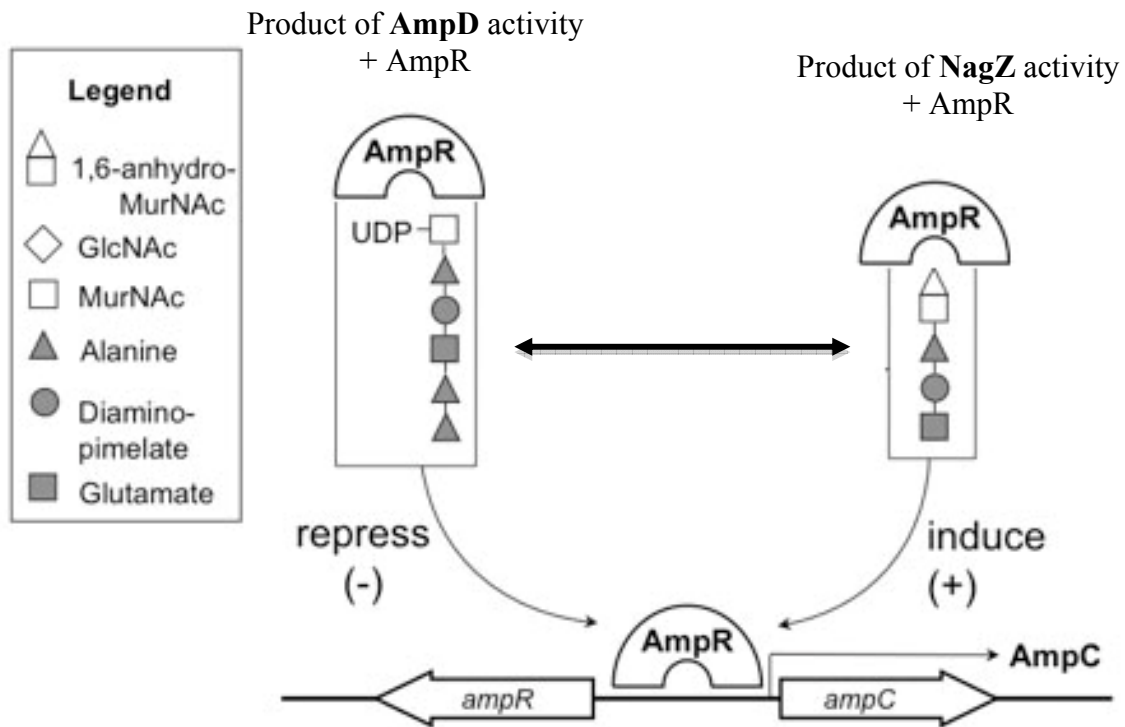 Product of AmpD activity
+ AmpR
Product of NagZ activity
+ AmpR
Legend
1,6-anhydro-
MurNAc
GlcNAc
MurNAc
Alanine
Diamino-
pimelate
Glutamate
AmpR
UDP
AmpR
repress
(-)
induce
(+)
AmpR
AmpC
ampR
ampC